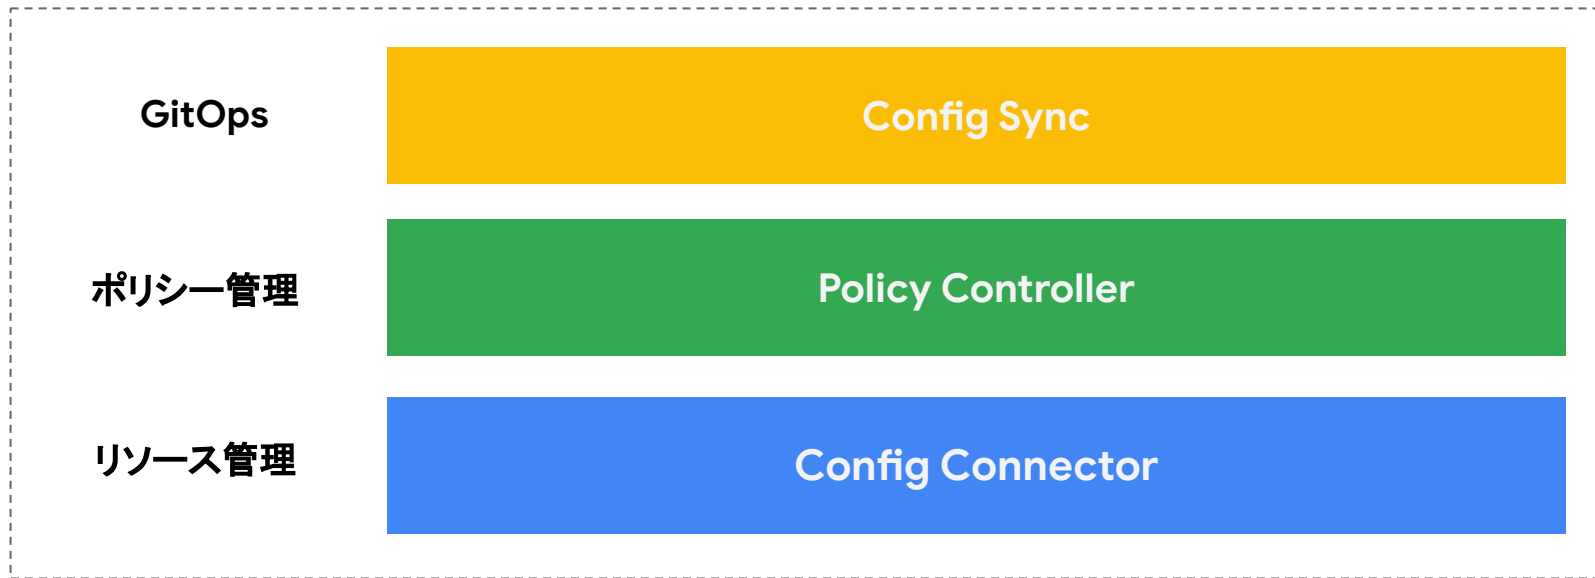 GitOps
Config Sync
ポリシー管理
Policy Controller
リソース管理
Config Connector